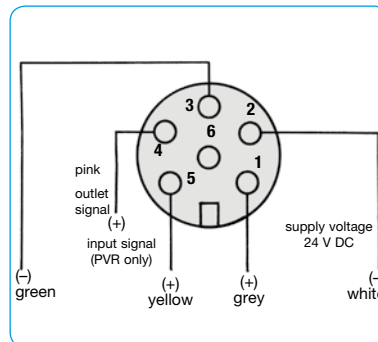 3
2
6
4
1
5
pink
outlet
signal
(+)
input signal
(PVR only)
supply voltage
24 V DC
(–)
green
(+)
yellow
(+)
grey
(–)
white